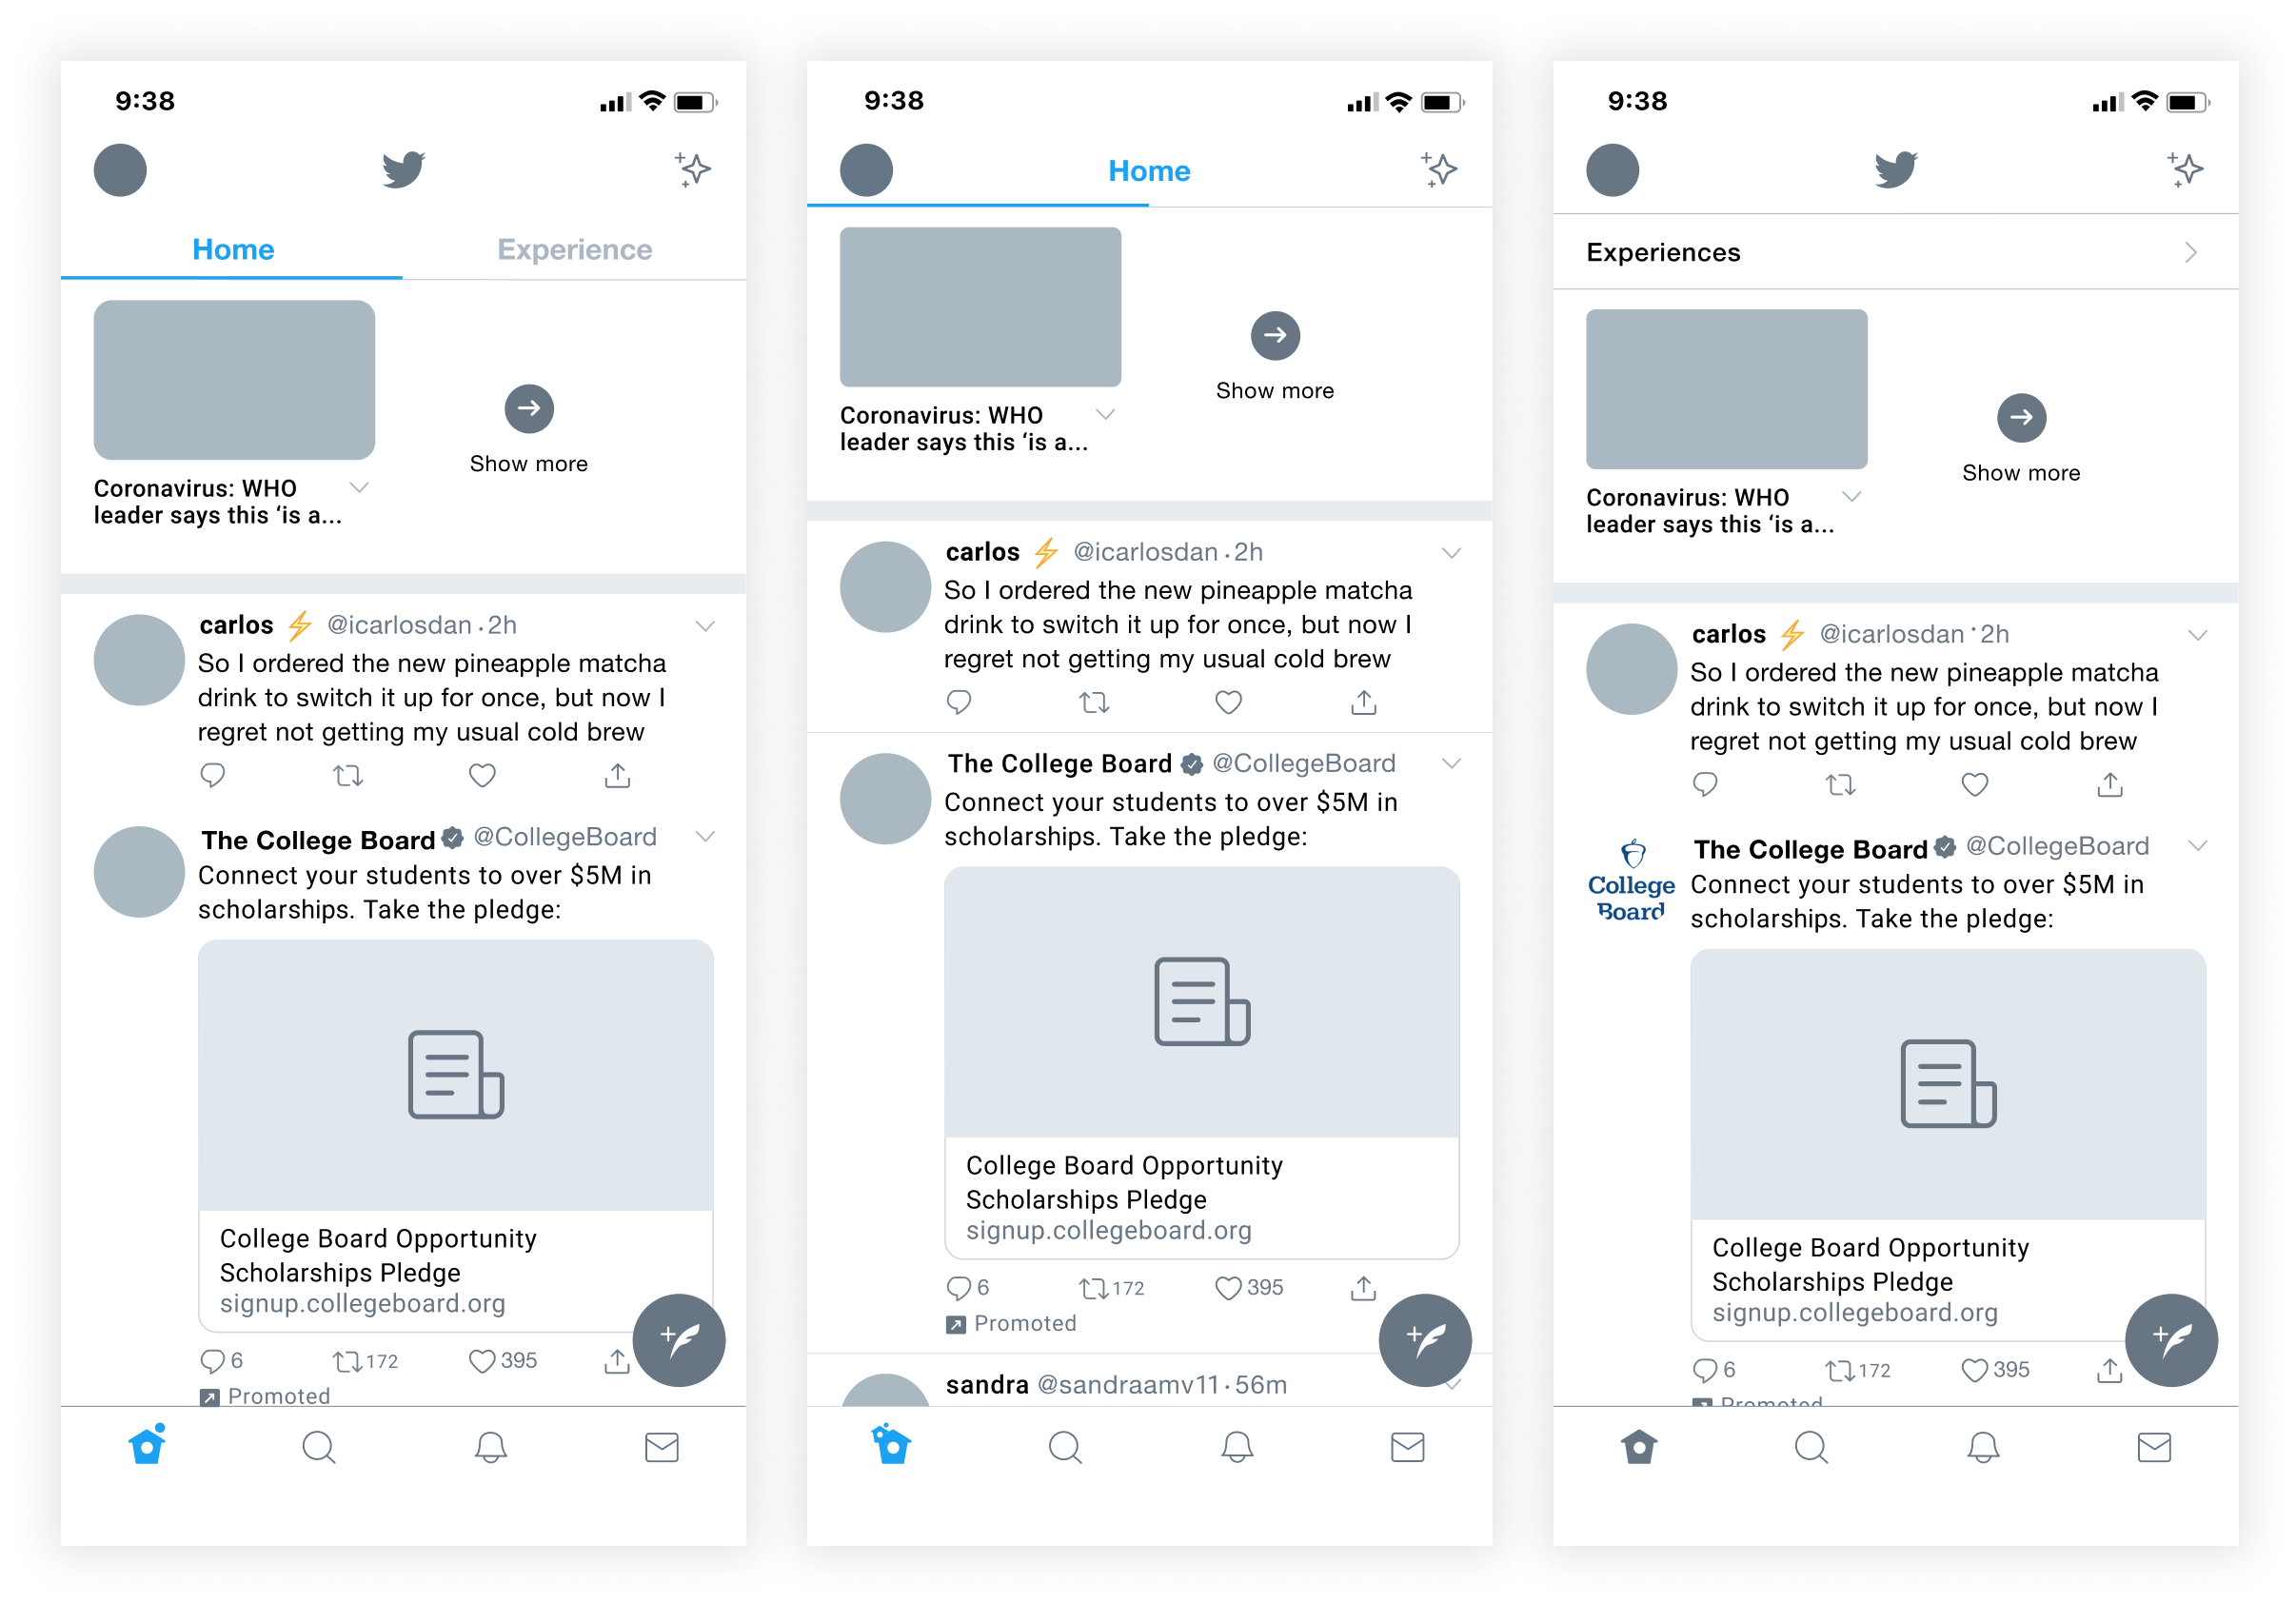 9:38
Home
Experience
Coronavirus: WHO
leader says this ‘is a...
Show more
carlos ⚡ @icarlosdan · 2h
So I ordered the new pineapple matcha
drink to switch it up for once, but now I
regret not getting my usual cold brew
The College Board @CollegeBoard
Connect your students to over $5M in
scholarships. Take the pledge:
College Board Opportunity
Scholarships Pledge
signup.collegeboard.org
6 172 395
Promoted
9:38
Home
Coronavirus: WHO
leader says this ‘is a...
Show more
carlos ⚡ @icarlosdan · 2h
So I ordered the new pineapple matcha
drink to switch it up for once, but now I
regret not getting my usual cold brew
The College Board @CollegeBoard
Connect your students to over $5M in
scholarships. Take the pledge:
College Board Opportunity
Scholarships Pledge
signup.collegeboard.org
6 172 395
Promoted
sandra @sandraamv11 · 56m
9:38
Experiences
Coronavirus: WHO
leader says this ‘is a...
Show more
carlos ⚡ @icarlosdan · 2h
So I ordered the new pineapple matcha
drink to switch it up for once, but now I
regret not getting my usual cold brew
College
Board
The College Board @CollegeBoard
Connect your students to over $5M in
scholarships. Take the pledge:
College Board Opportunity
Scholarships Pledge
signup.collegeboard.org
6 172 395
Promoted